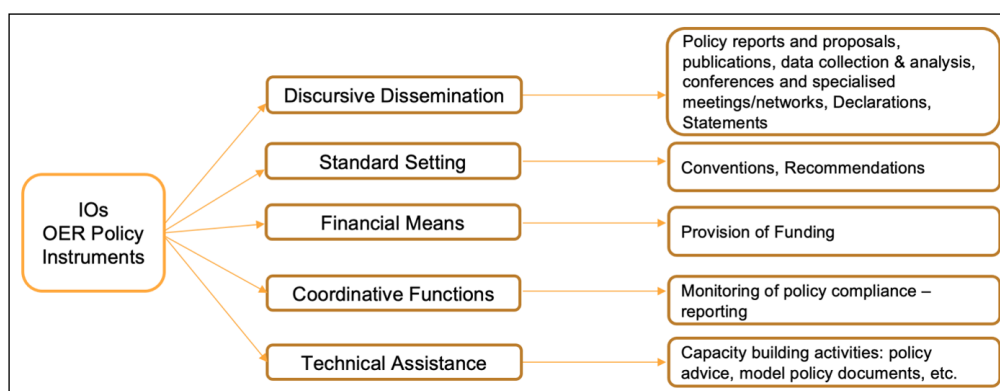 IOs
OER Policy
Instruments
Discursive Dissemination
Policy reports and proposals,
publications, data collection & analysis,
conferences and specialised
meetings/networks, Declarations,
Statements
Standard Setting
Conventions, Recommendations
Financial Means
Provision of Funding
Coordinative Functions
Monitoring of policy compliance –
reporting
Technical Assistance
Capacity building activities: policy
advice, model policy documents, etc.